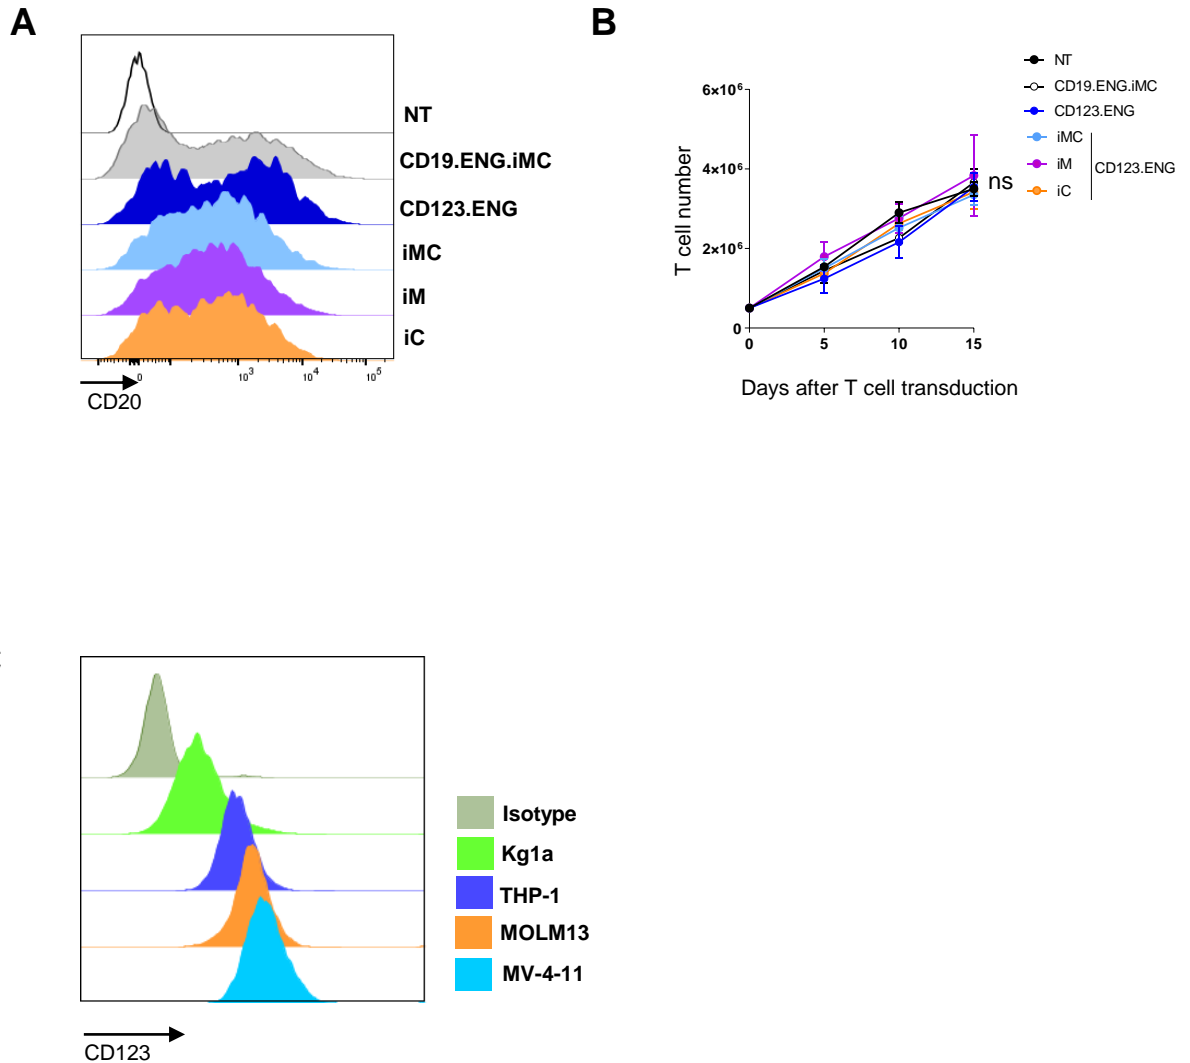 A
NT
CD19.ENG.iMC
CD123.ENG
iMC
iM
iC
0 10³ 10⁴ 10⁵
CD20
B
NT
CD19.ENG.iMC
CD123.ENG
iMC
iM
iC
CD123.ENG
6×10⁶
4×10⁶
2×10⁶
0
T cell number
ns
0 5 10 15
Days after T cell transduction
Isotype
Kg1a
THP-1
MOLM13
MV-4-11
CD123